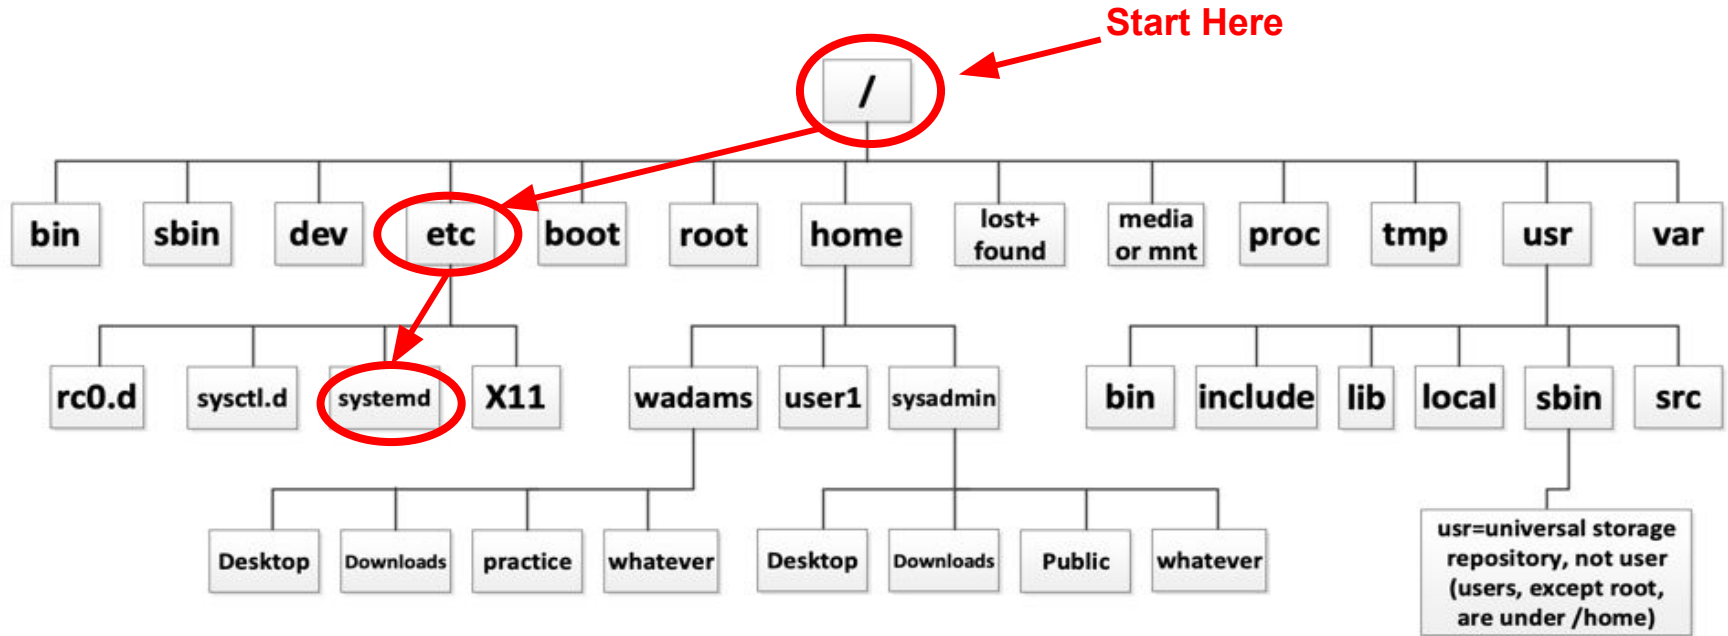 Start Here
/
bin
sbin
dev
etc
boot
root
home
lost+
found
media
or mnt
proc
tmp
usr
var
rc0.d
sysctl.d
systemd
X11
wadams
user1
sysadmin
bin
include
lib
local
sbin
src
Desktop
Downloads
practice
whatever
Desktop
Downloads
Public
whatever
usr=universal storage
repository, not user
(users, except root,
are under /home)